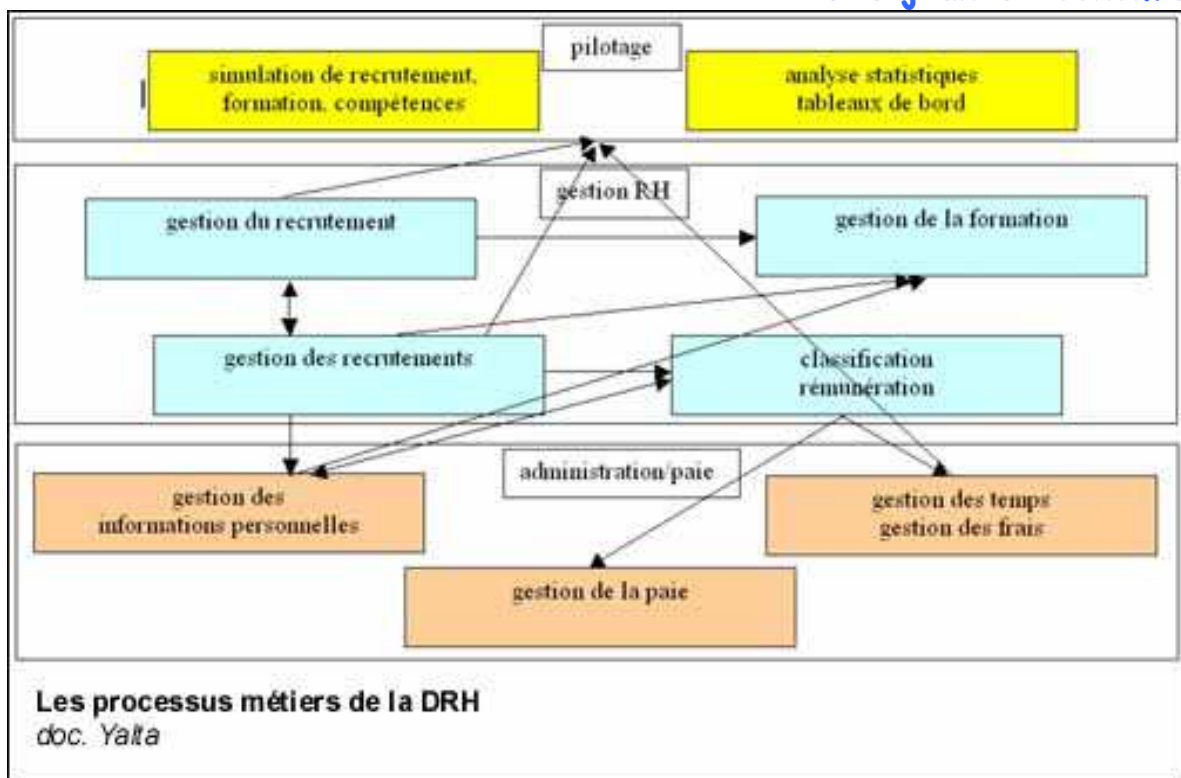 pilotage
simulation de recrutement,
formation, compétences
analyse statistiques
tableaux de bord
gestion RH
gestion du recrutement
gestion de la formation
gestion des recrutements
classification
rémunération
administration/paie
gestion des
informations personnelles
gestion des temps
gestion des frais
gestion de la paie
Les processus métiers de la DRH
doc. Yalta